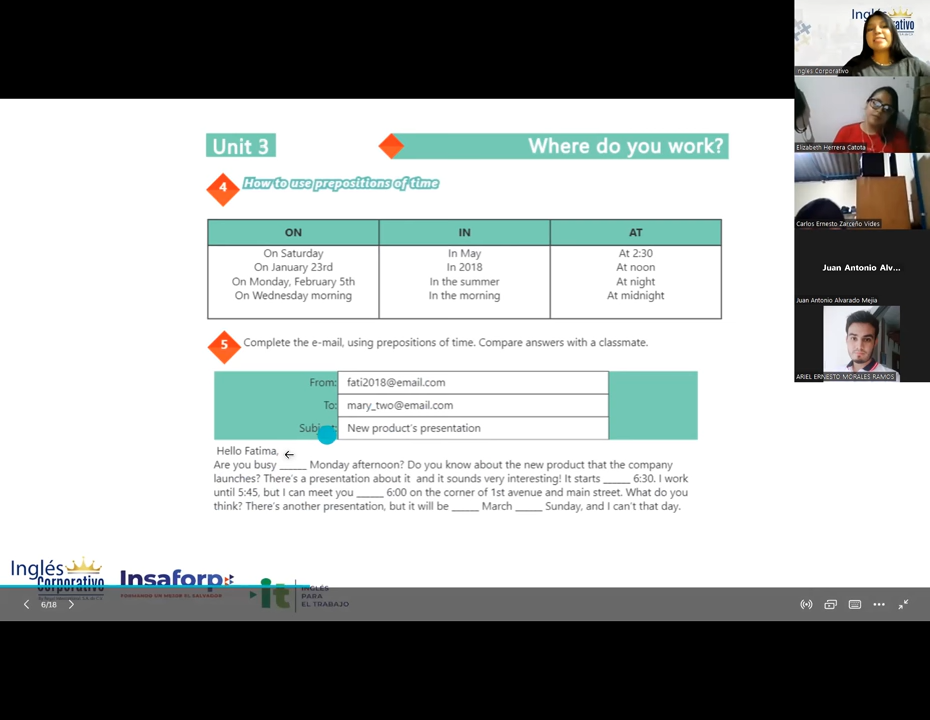 Unit 3
Where do you work?
4
How to use prepositions of time
ON
IN
AT
On Saturday
In May
At 2:30
On January 23rd
In 2018
At noon
On Monday, February 5th
In the summer
At night
On Wednesday morning
In the morning
At midnight
5
Complete the e-mail, using prepositions of time. Compare answers with a classmate.
From:
fati2018@email.com
To:
mary_two@email.com
New product's presentation
Hello Fatima,
Are you busy _____ Monday afternoon? Do you know about the new product that the company
launches? There's a presentation about it and it sounds very interesting! It starts _____ 6:30. I work
until 5:45, but I can meet you _____ 6:00 on the corner of 1st avenue and main street. What do you
think? There's another presentation, but it will be _____ March _____ Sunday, and I can't that day.
Inglés
Corporativo
Insaforp
it
INGLÉS
PARA
EL TRABAJO
6/18
Inglés Corporativo
Elizabeth Herrera Catota
Carlos Ernesto Zarceño Vides
Juan Antonio Alv...
Juan Antonio Alvarado Mejia
ARIEL ERNESTO MORALES RAMOS